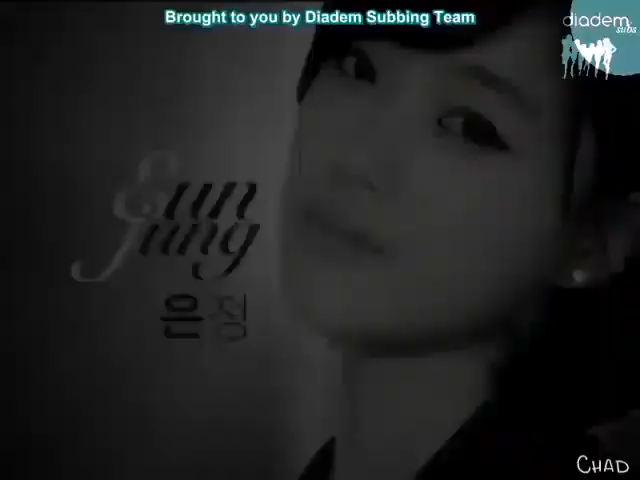 Brought to you by Diadem Subbing Team
diadem
subs
Eun
Jung
은정
CHAD